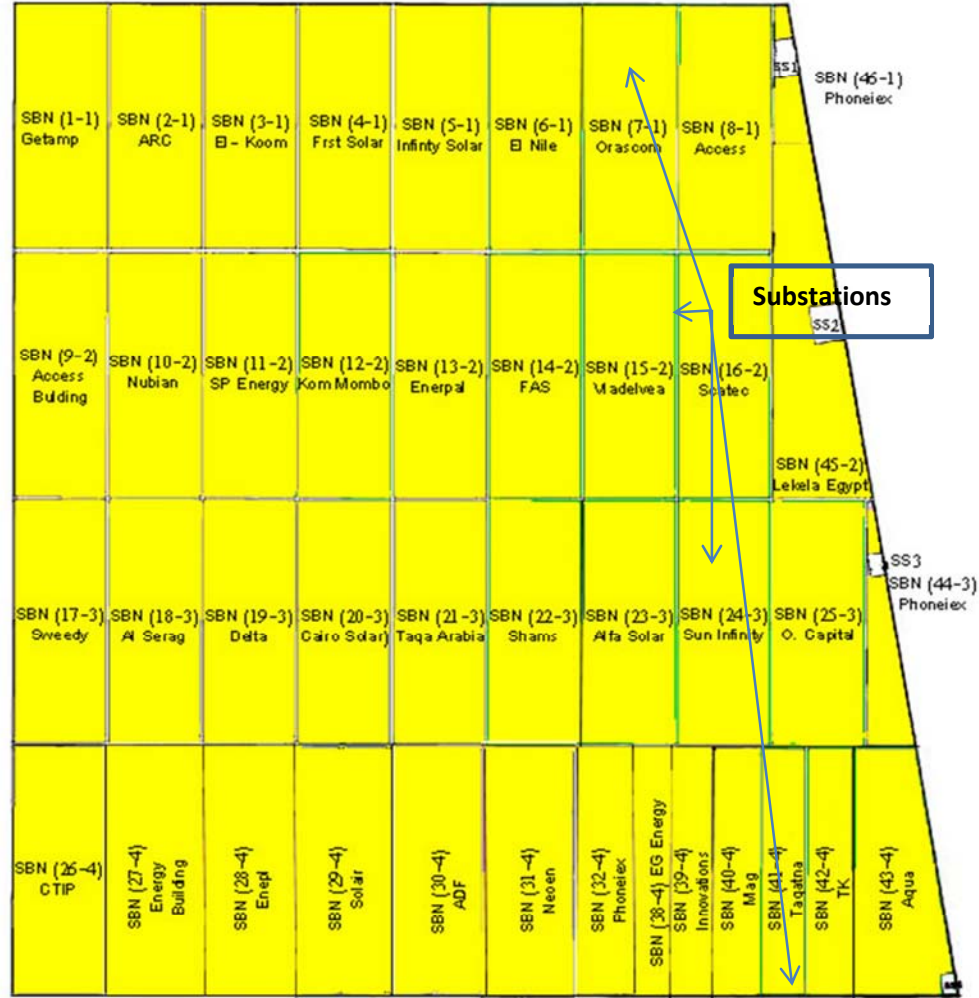 SBN (1-1)
Getamp
SBN (2-1)
ARC
SBN (3-1)
El - Koom
SBN (4-1)
Frst Solar
SBN (5-1)
Infinty Solar
SBN (6-1)
El Nile
SBN (7-1)
Orascom
SBN (8-1)
Access
SS1
SBN (46-1)
Phoneiex
Substations
SS2
SBN (9-2)
Access
Bulding
SBN (10-2)
Nubian
SBN (11-2)
SP Energy
SBN (12-2)
Kom Mombo
SBN (13-2)
Enerpal
SBN (14-2)
FAS
SBN (15-2)
Madelvea
SBN (16-2)
Scatec
SBN (45-2)
Lekela Egypt
SBN (17-3)
Sweedy
SBN (18-3)
Al Serag
SBN (19-3)
Delta
SBN (20-3)
Cairo Solar)
SBN (21-3)
Taqa Arabia
SBN (22-3)
Shams
SBN (23-3)
Alfa Solar
SBN (24-3)
Sun Infinity
SBN (25-3)
O. Capital
SS3
SBN (44-3)
Phoneiex
SBN (26-4)
CTIP
SBN (27-4)
Energy
Building
SBN (28-4)
Enepl
SBN (29-4)
Solair
SBN (30-4)
ADF
SBN (31-4)
Neoen
SBN (32-4)
Phoneiex
SBN (38-4) EG Energy
SBN (39-4)
Innovations
SBN (40-4)
Mag
SBN (41-4)
Taqatna
SBN (42-4)
TK
SBN (43-4)
Aqua